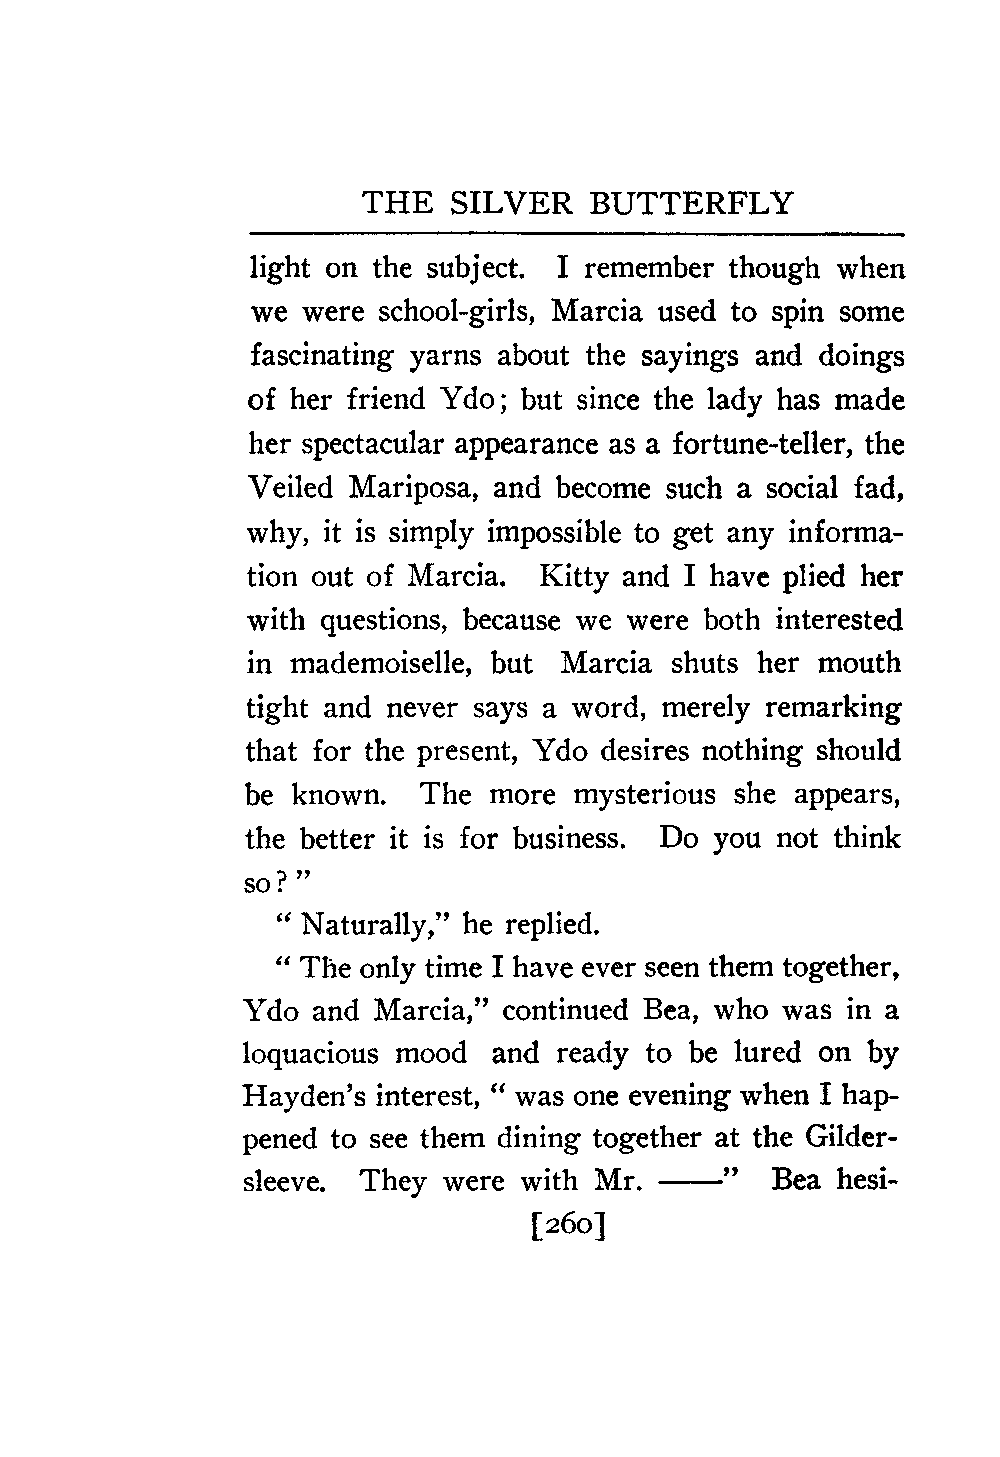 THE SILVER BUTTERFLY
light on the subject. I remember though when
we were school-girls, Marcia used to spin some
fascinating yarns about the sayings and doings
of her friend Ydo; but since the lady has made
her spectacular appearance as a fortune-teller, the
Veiled Mariposa, and become such a social fad,
why, it is simply impossible to get any informa-
tion out of Marcia. Kitty and I have plied her
with questions, because we were both interested
in mademoiselle, but Marcia shuts her mouth
tight and never says a word, merely remarking
that for the present, Ydo desires nothing should
be known. The more mysterious she appears,
the better it is for business. Do you not think
so?”
“Naturally,” he replied.
“The only time I have ever seen them together,
Ydo and Marcia,” continued Bea, who was in a
loquacious mood and ready to be lured on by
Hayden's interest, “was one evening when I hap-
pened to see them dining together at the Gilder-
sleeve. They were with Mr. ——” Bea hesi-
[260]